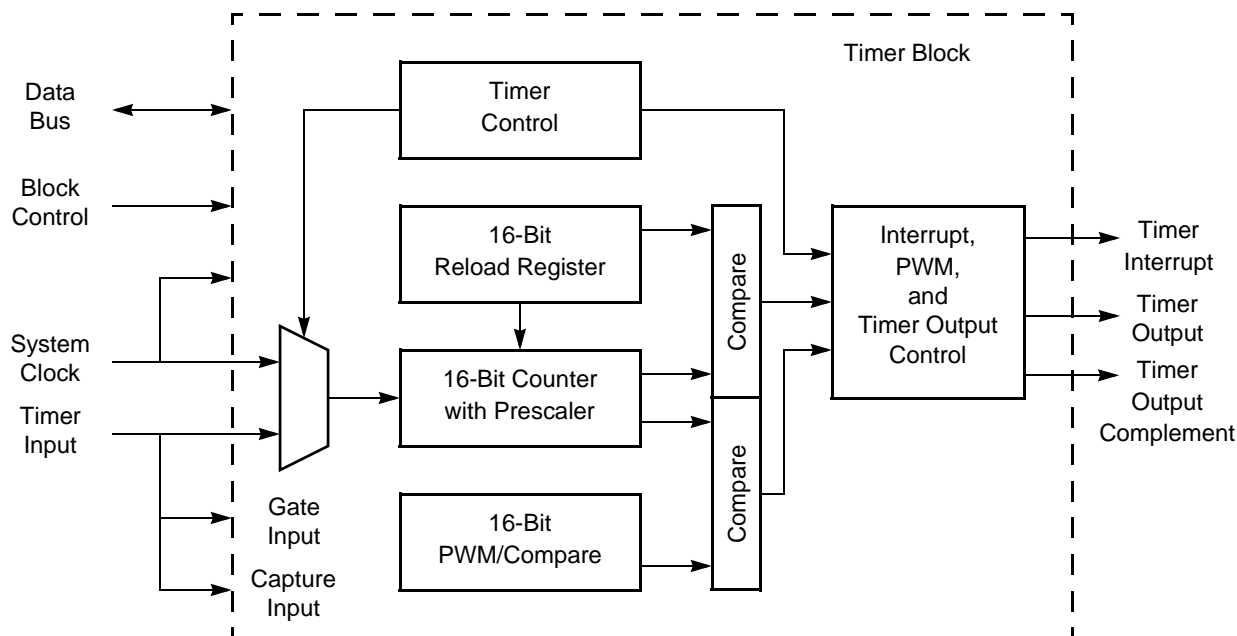 Timer Block
Data
Bus
Timer
Control
Block
Control
16-Bit
Reload Register
Compare
Interrupt,
PWM,
and
Timer Output
Control
Timer
Interrupt
Timer
Output
Timer
Output
Complement
System
Clock
16-Bit Counter
with Prescaler
Timer
Input
Compare
Gate
Input
16-Bit
PWM/Compare
Capture
Input